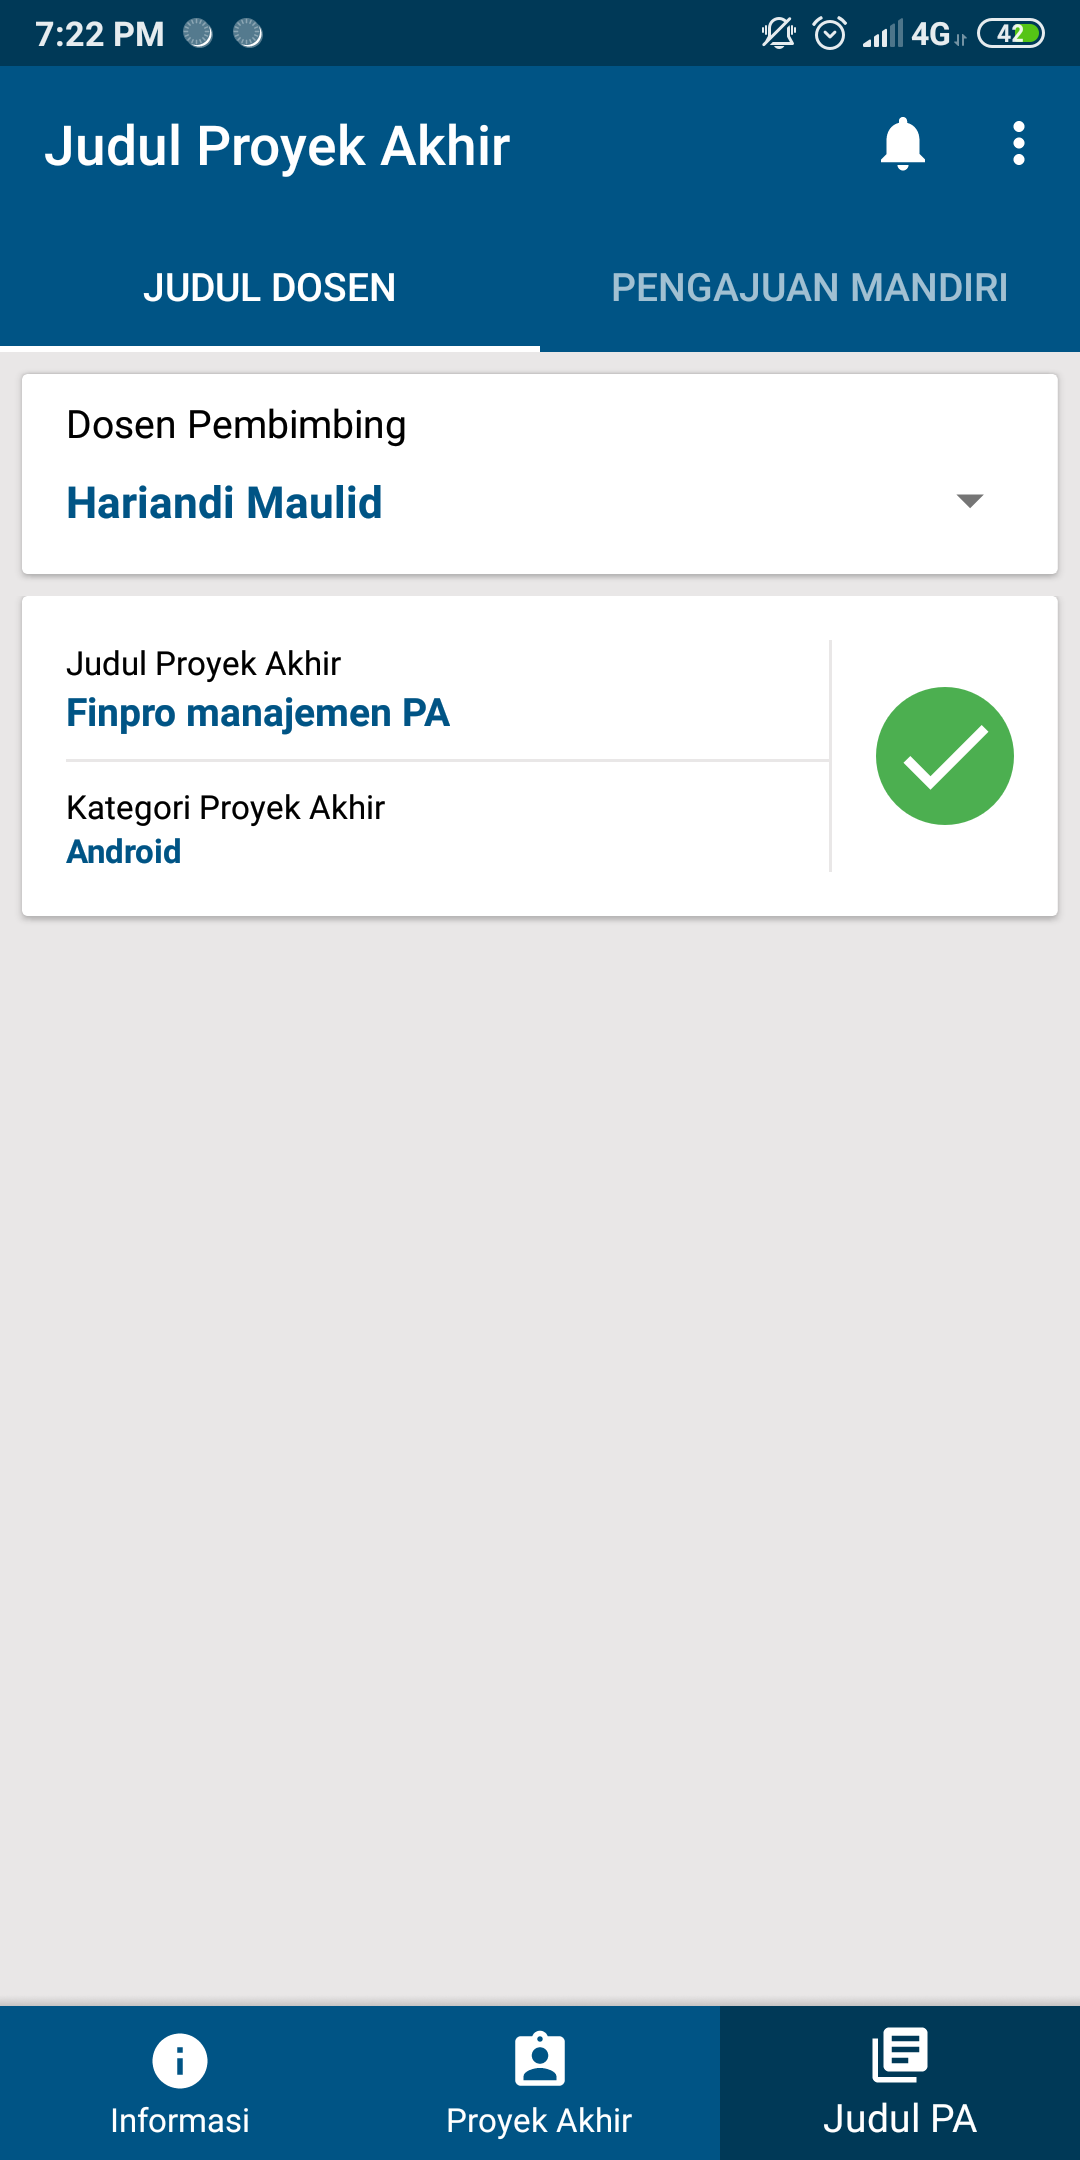 7:22 PM 4G 42
Judul Proyek Akhir
JUDUL DOSEN PENGAJUAN MANDIRI
Dosen Pembimbing
Hariandi Maulid
Judul Proyek Akhir
Finpro manajemen PA
Kategori Proyek Akhir
Android
Informasi Proyek Akhir Judul PA